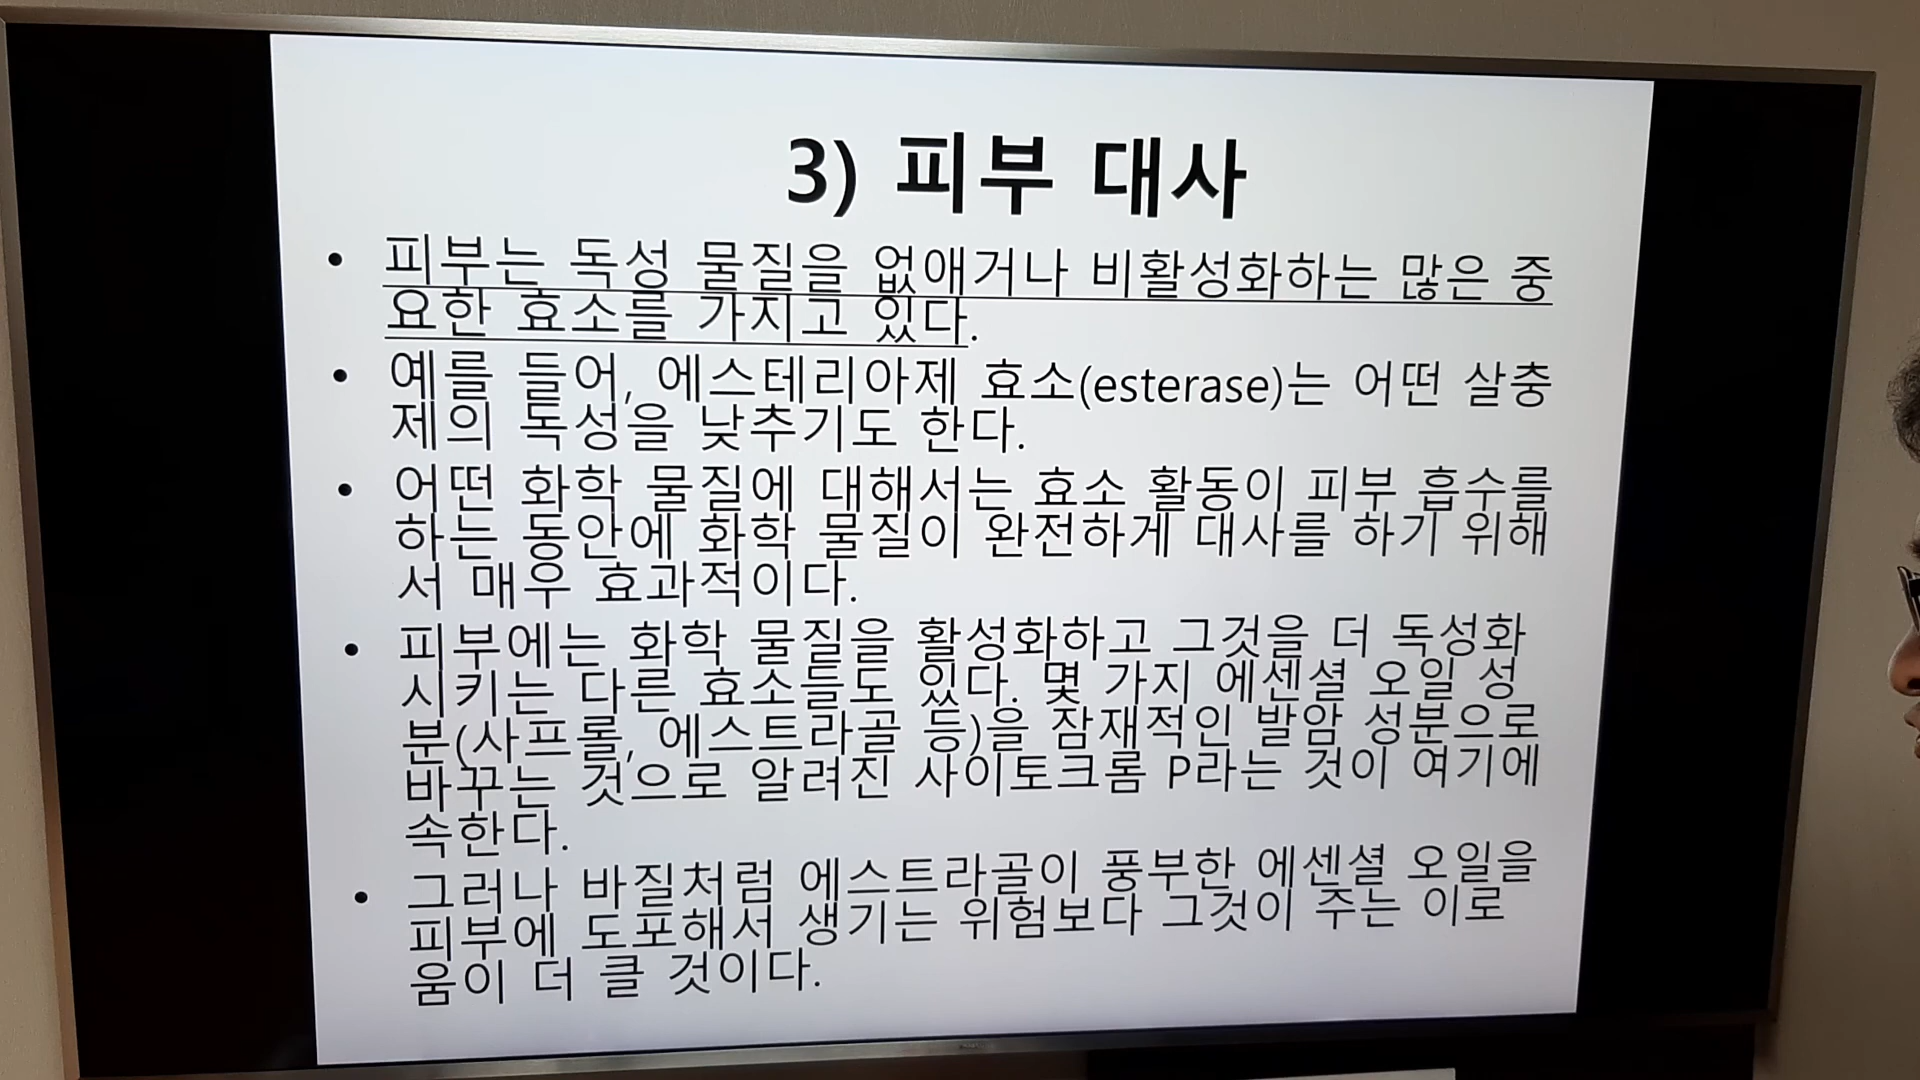 3) 피부 대사
• 피부는 독성 물질을 없애거나 비활성화하는 많은 중
요한 효소를 가지고 있다.
• 예를 들어, 에스테리아제 효소(esterase)는 어떤 살충
제의 독성을 낮추기도 한다.
• 어떤 화학 물질에 대해서는 효소 활동이 피부 흡수를
하는 동안에 화학 물질이 완전하게 대사를 하기 위해
서 매우 효과적이다.
• 피부에는 화학 물질을 활성화하고 그것을 더 독성화
시키는 다른 효소들도 있다. 몇 가지 에센셜 오일 성
분(사프롤, 에스트라골 등)을 잠재적인 발암 성분으로
바꾸는 것으로 알려진 사이토크롬 P라는 것이 여기에
속한다.
• 그러나 바질처럼 에스트라골이 풍부한 에센셜 오일을
피부에 도포해서 생기는 위험보다 그것이 주는 이로
움이 더 클 것이다.